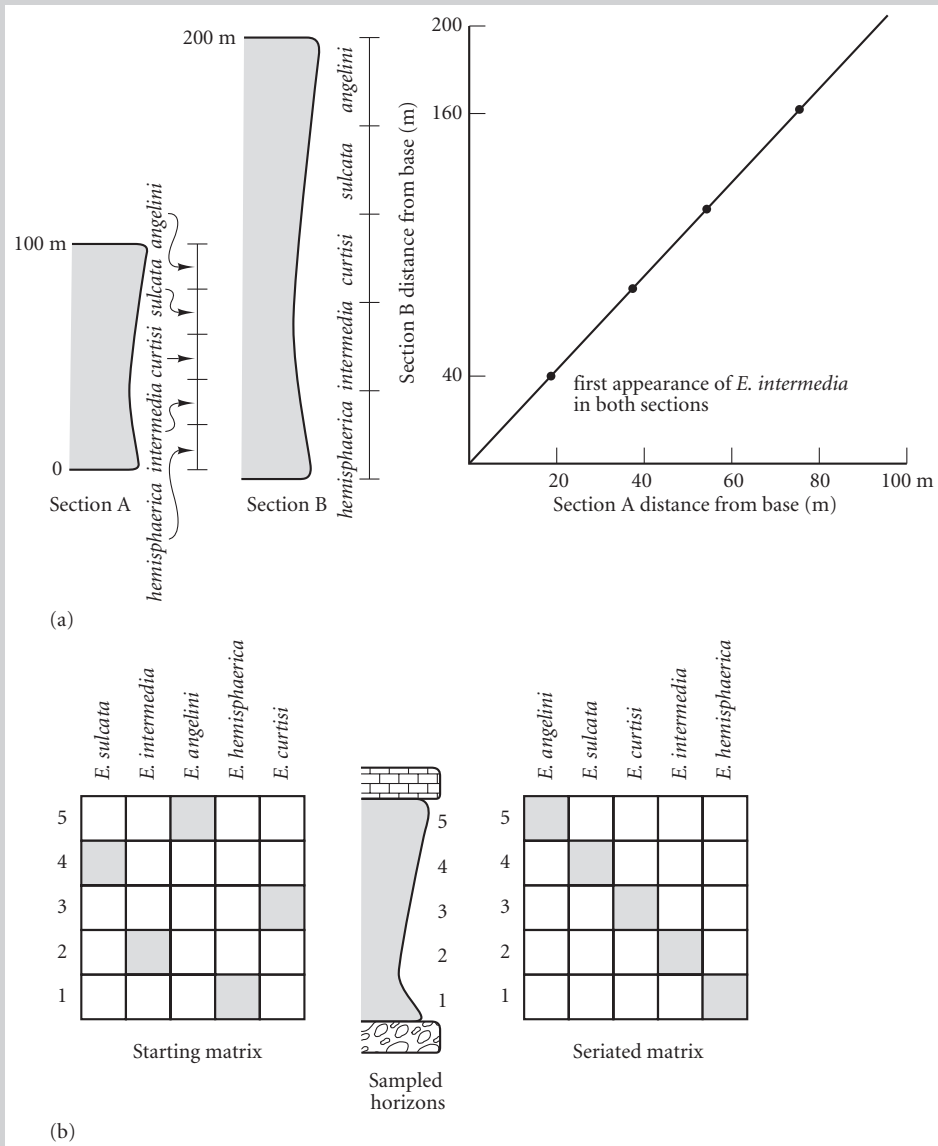 200 m
angelini
sulcata
curtisi
intermedia
hemisphaerica
100 m
angelini
sulcata
curtisi
intermedia
hemisphaerica
0
Section A
Section B
Section B distance from base (m)
200
160
40
first appearance of E. intermedia
in both sections
20
40
60
80
100 m
Section A distance from base (m)
(a)
E. sulcata
E. intermedia
E. angelini
E. hemisphaerica
E. curtisi
5
4
3
2
1
Starting matrix
5
4
3
2
1
Sampled
horizons
E. angelini
E. sulcata
E. curtisi
E. intermedia
E. hemisphaerica
5
4
3
2
1
Seriated matrix
(b)